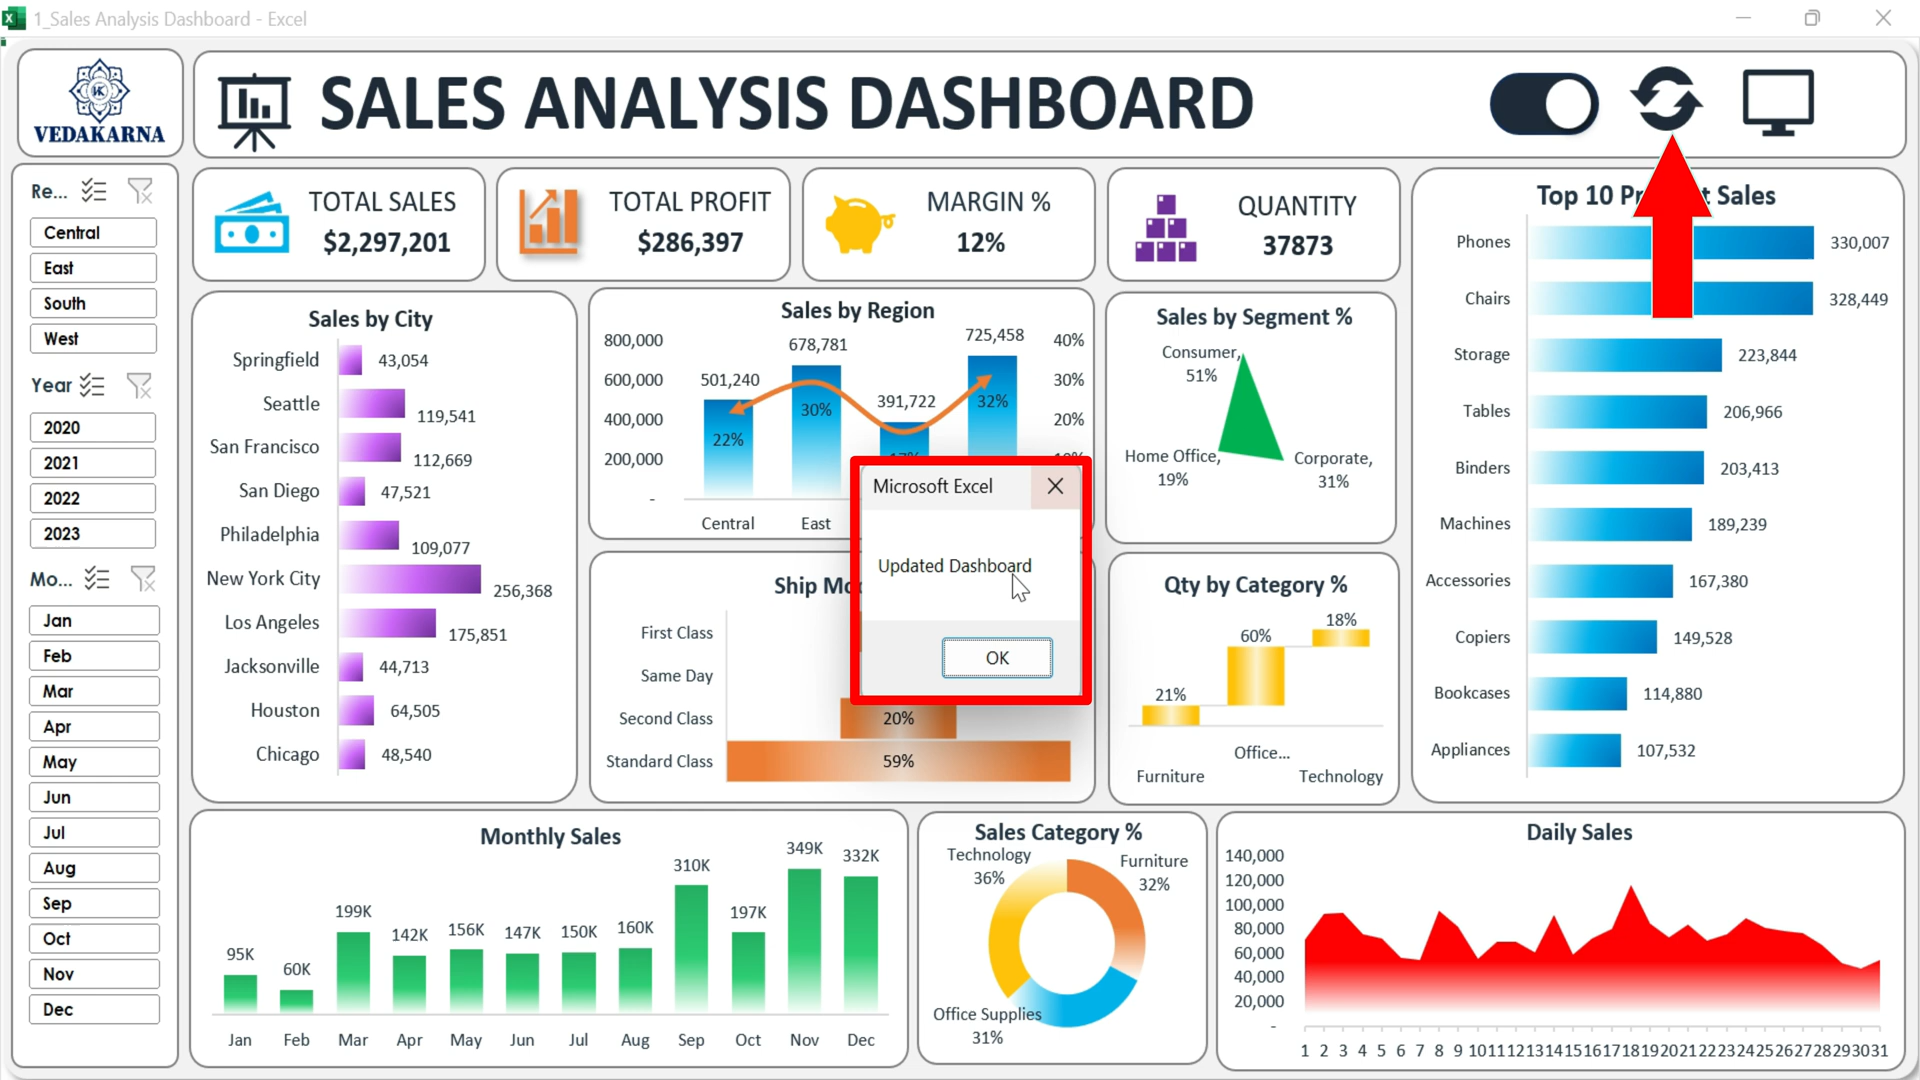 1_Sales Analysis Dashboard - Excel
VEDAKARNA
SALES ANALYSIS DASHBOARD
Re...
Central
East
South
West
Year
2020
2021
2022
2023
Mo...
Jan
Feb
Mar
Apr
May
Jun
Jul
Aug
Sep
Oct
Nov
Dec
TOTAL SALES
$2,297,201
TOTAL PROFIT
$286,397
MARGIN %
12%
QUANTITY
37873
Sales by City
Springfield 43,054
Seattle 119,541
San Francisco 112,669
San Diego 47,521
Philadelphia 109,077
New York City 256,368
Los Angeles 175,851
Jacksonville 44,713
Houston 64,505
Chicago 48,540
Sales by Region
800,000
600,000
400,000
200,000
-
501,240
678,781
391,722
725,458
22%
30%
17%
32%
40%
30%
20%
10%
Central East
Microsoft Excel
Updated Dashboard
OK
Ship Mo
First Class
Same Day
Second Class 20%
Standard Class 59%
Sales by Segment %
Consumer,
51%
Home Office,
19%
Corporate,
31%
Qty by Category %
21%
60%
18%
Furniture
Office...
Technology
Top 10 Pr t Sales
Phones 330,007
Chairs 328,449
Storage 223,844
Tables 206,966
Binders 203,413
Machines 189,239
Accessories 167,380
Copiers 149,528
Bookcases 114,880
Appliances 107,532
Monthly Sales
95K 60K 199K 142K 156K 147K 150K 160K 310K 197K 349K 332K
Jan Feb Mar Apr May Jun Jul Aug Sep Oct Nov Dec
Sales Category %
Technology
36%
Furniture
32%
Office Supplies
31%
Daily Sales
140,000
120,000
100,000
80,000
60,000
40,000
20,000
-
1 2 3 4 5 6 7 8 9 10 11 12 13 14 15 16 17 18 19 20 21 22 23 24 25 26 27 28 29 30 31